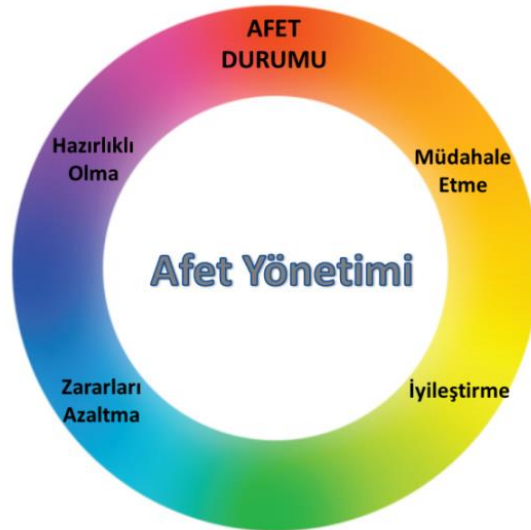 AFET
DURUMU
Hazırlıklı
Olma
Müdahale
Etme
Afet Yönetimi
Zararları
Azaltma
İyileştirme